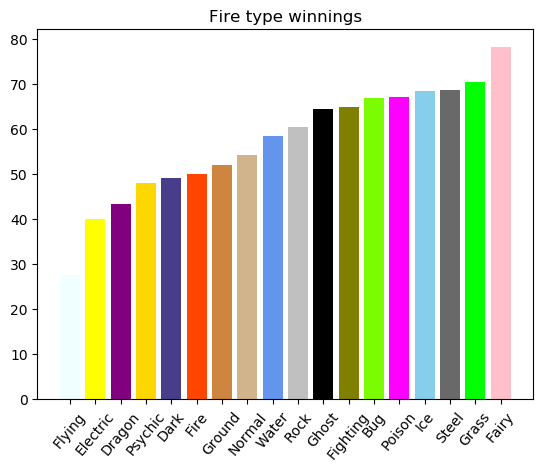 Fire type winnings
80
70
60
50
40
30
20
10
0
Flying
Electric
Dragon
Psychic
Dark
Fire
Ground
Normal
Water
Rock
Ghost
Fighting
Bug
Poison
Ice
Steel
Grass
Fairy